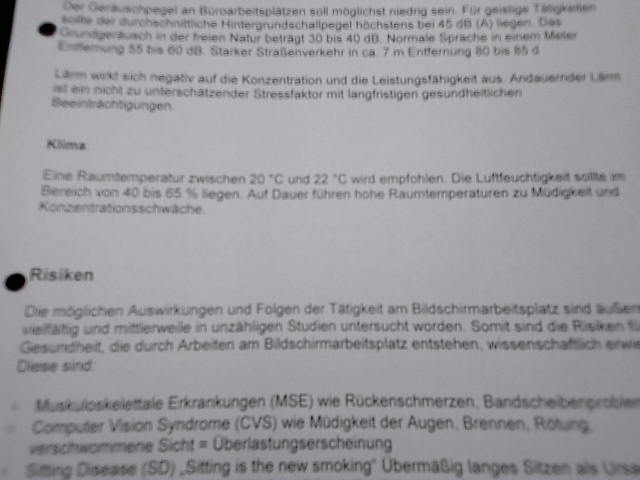 Der Geräuschpegel an Büroarbeitsplätzen soll möglichst niedrig sein. Für geistige Tätigkeiten
sollte der durchschnittliche Hintergrundschallpegel höchstens bei 45 dB (A) liegen. Das
Grundgeräusch in der freien Natur beträgt 30 bis 40 dB. Normale Sprache in einem Meter
Entfernung 55 bis 60 dB. Starker Straßenverkehr in ca. 7 m Entfernung 80 bis 85 d
Lärm wirkt sich negativ auf die Konzentration und die Leistungsfähigkeit aus. Andauernder Lärm
ist ein nicht zu unterschätzender Stressfaktor mit langfristigen gesundheitlichen
Beeinträchtigungen.
Klima:
Eine Raumtemperatur zwischen 20 °C und 22 °C wird empfohlen. Die Luftfeuchtigkeit sollte im
Bereich von 40 bis 65 % liegen. Auf Dauer führen hohe Raumtemperaturen zu Müdigkeit und
Konzentrationsschwäche.
Risiken
Die möglichen Auswirkungen und Folgen der Tätigkeit am Bildschirmarbeitsplatz sind äußers
vielfältig und mittlerweile in unzähligen Studien untersucht worden. Somit sind die Risiken fü
Gesundheit, die durch Arbeiten am Bildschirmarbeitsplatz entstehen, wissenschaftlich erwie
Diese sind:
Muskuloskelettale Erkrankungen (MSE) wie Rückenschmerzen, Bandscheibenproblem
Computer Vision Syndrome (CVS) wie Müdigkeit der Augen, Brennen, Rötung,
verschwommene Sicht = Überlastungserscheinung
Sitting Disease (SD) „Sitting is the new smoking" Übermäßig langes Sitzen als Ursa